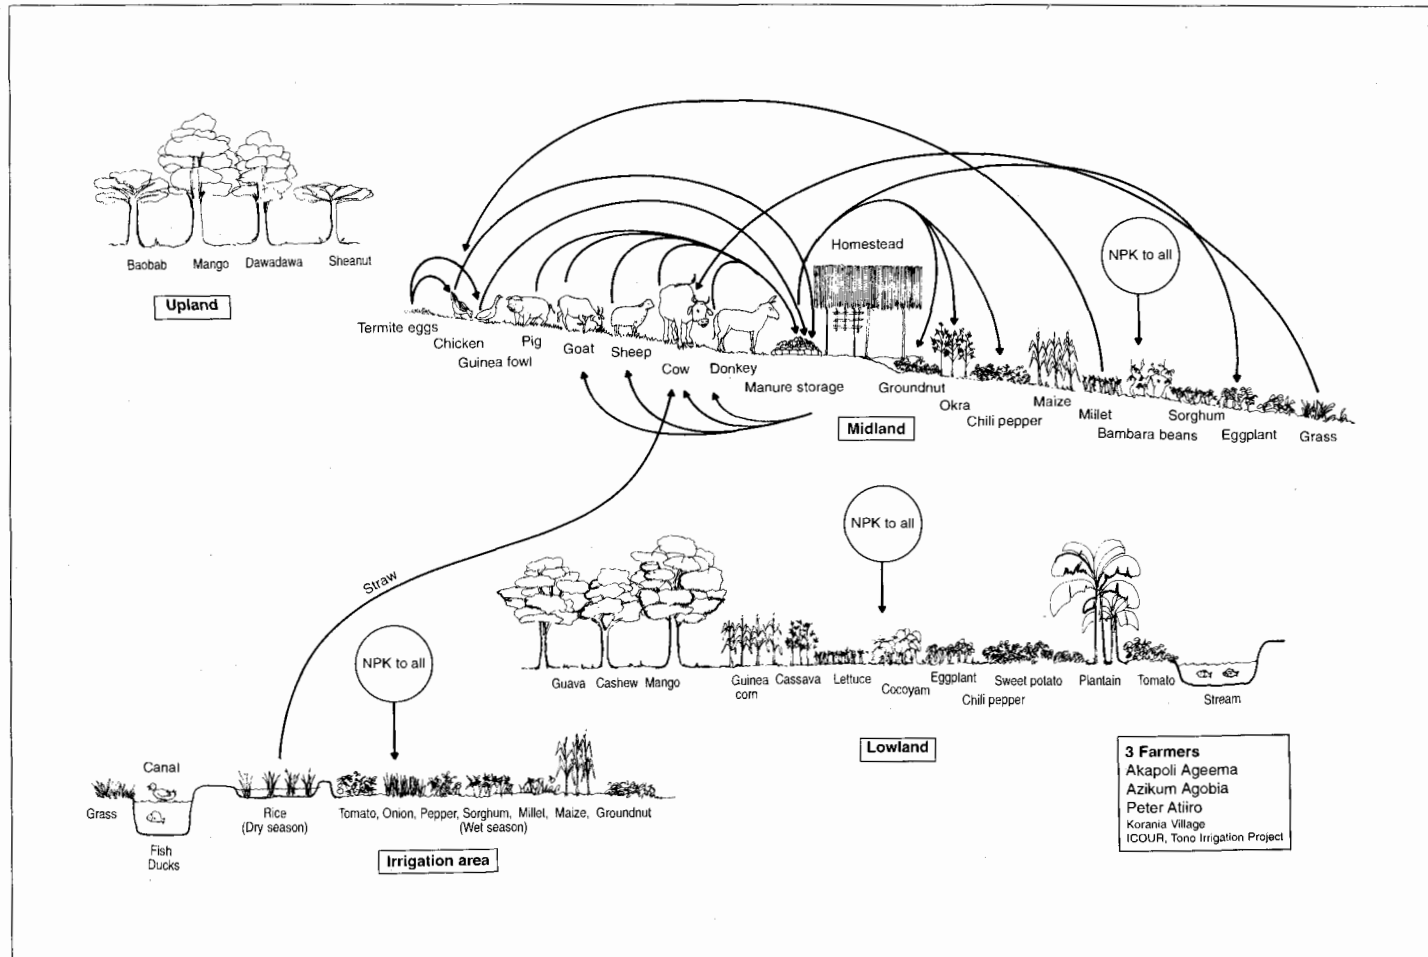 Baobab
Mango
Dawadawa
Sheanut
Upland
Homestead
NPK to all
Termite eggs
Chicken
Guinea fowl
Pig
Goat
Sheep
Cow
Donkey
Manure storage
Groundnut
Okra
Chili pepper
Maize
Millet
Bambara beans
Sorghum
Eggplant
Grass
Midland
Straw
NPK to all
Guava
Cashew
Mango
Guinea
corn
Cassava
Lettuce
Cocoyam
Eggplant
Chili pepper
Sweet potato
Plantain
Tomato
Stream
Lowland
NPK to all
Canal
Grass
Fish
Ducks
Rice
(Dry season)
Tomato, Onion, Pepper, Sorghum, Millet, Maize, Groundnut
(Wet season)
Irrigation area
3 Farmers
Akapoli Ageema
Azikum Agobia
Peter Atiiro
Korania Village
ICOUR, Tono Irrigation Project